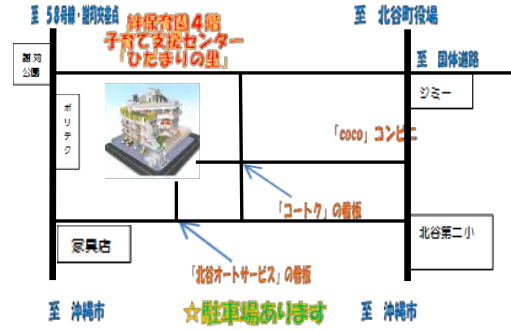 至 58号線・謝苅交差点
絆保育園4階
子育て支援センター
「ひだまりの里」
至 北谷町役場
謝苅
公園
至 国体道路
ポリテク
ジミー
「coco」コンビニ
「コートク」の看板
北谷第二小
家具店
「北谷オートサービス」の看板
至 沖縄市
☆駐車場あります
至 沖縄市